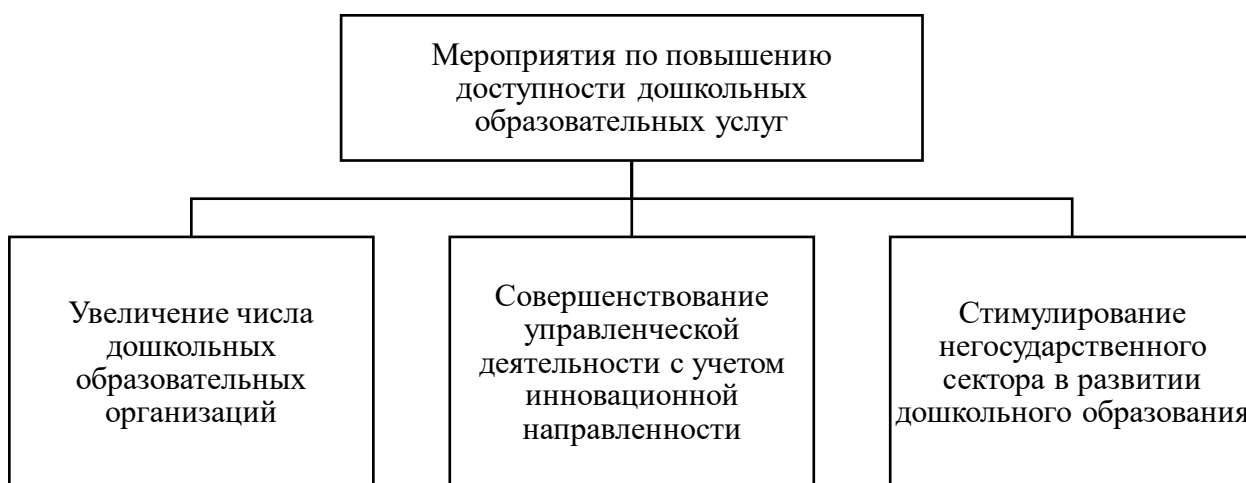 Мероприятия по повышению
доступности дошкольных
образовательных услуг
Увеличение числа
дошкольных
образовательных
организаций
Совершенствование
управленческой
деятельности с учетом
инновационной
направленности
Стимулирование
негосударственного
сектора в развитии
дошкольного образования